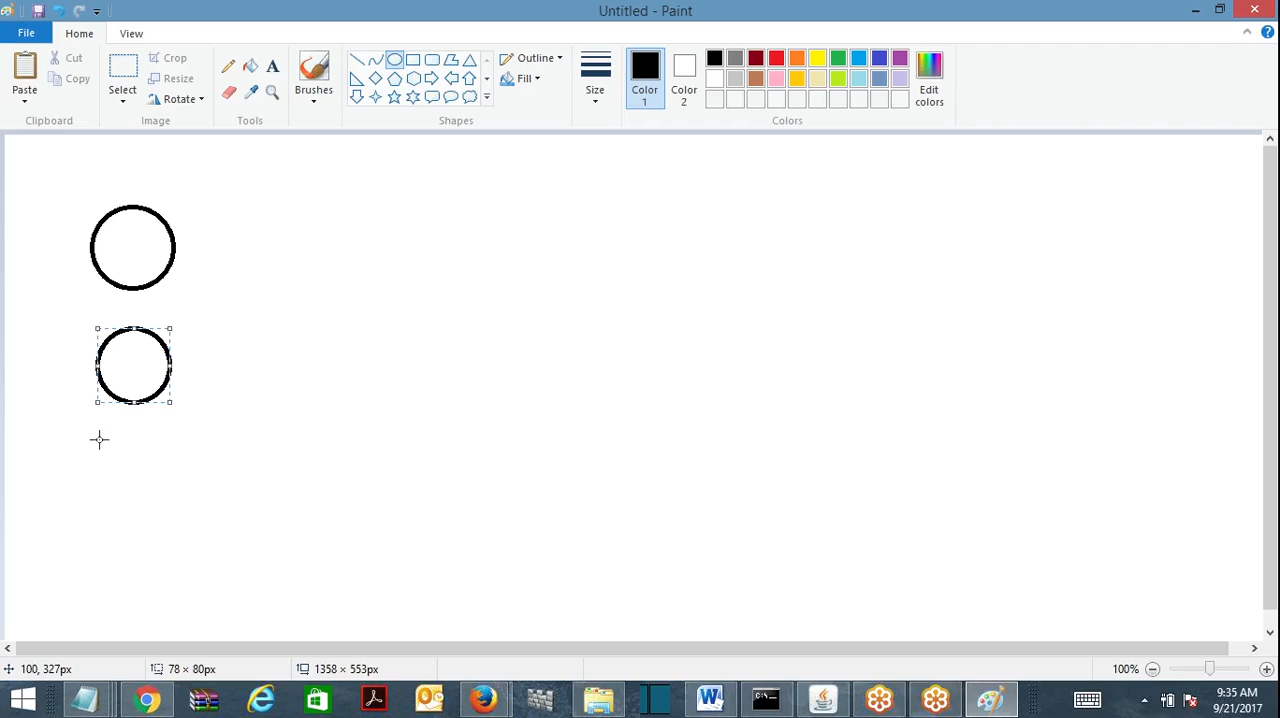 Untitled - Paint
File Home View
Paste
Cut
Copy
Clipboard
Select
Crop
Resize
Rotate
Image
A
Tools
Brushes
Outline
Fill
Shapes
Size
Color 1
Color 2
Edit colors
Colors
100, 327px
78 × 80px
1358 × 553px
100%
9:35 AM
9/21/2017